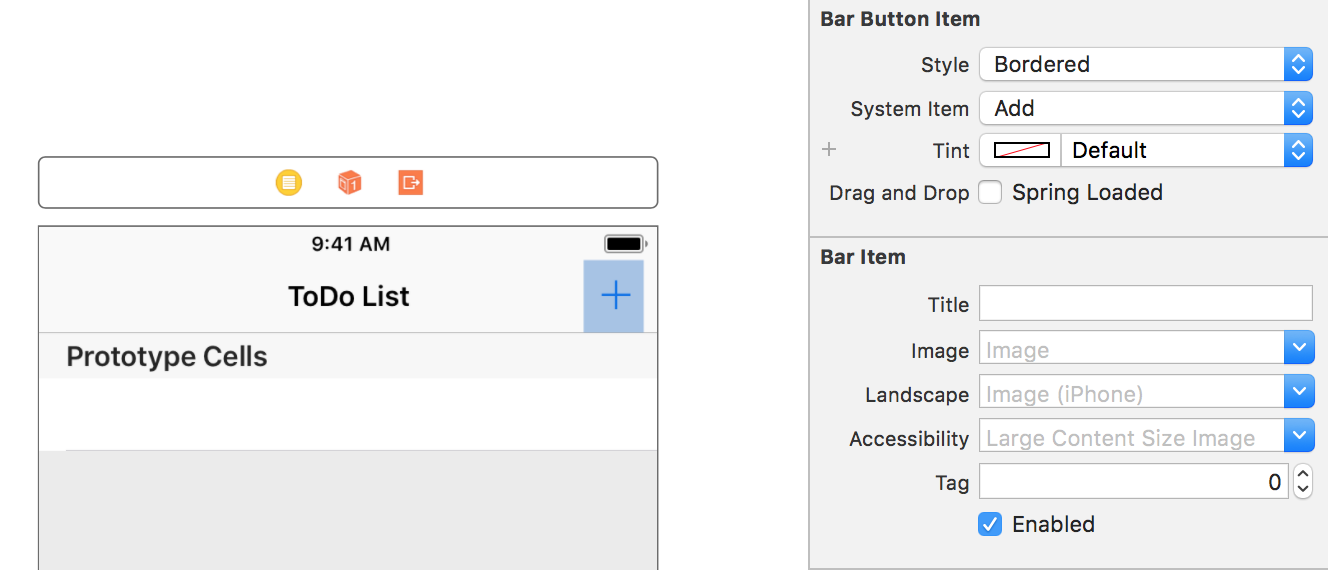 9:41 AM
ToDo List
Prototype Cells
Bar Button Item
Style Bordered
System Item Add
+ Tint Default
Drag and Drop Spring Loaded
Bar Item
Title
Image Image
Landscape Image (iPhone)
Accessibility Large Content Size Image
Tag 0
Enabled